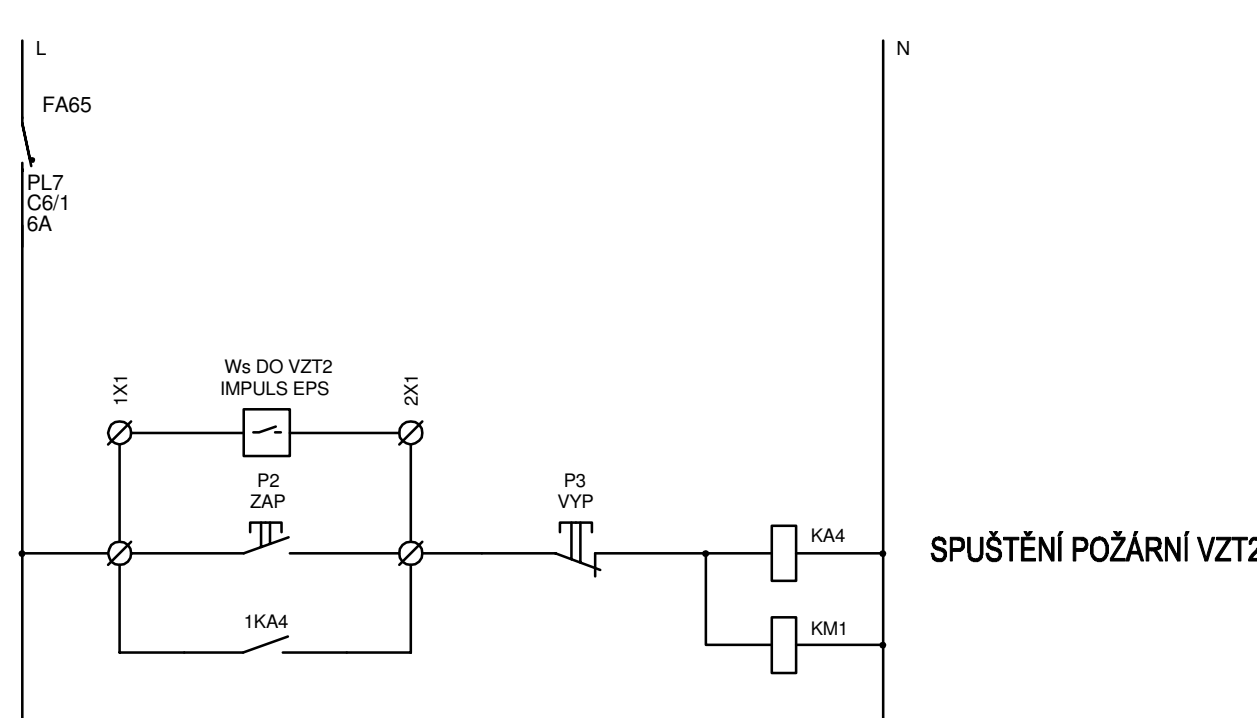 L
N
FA65
PL7
C6/1
6A
Ws DO VZT2
IMPULS EPS
1X1
2X1
P2
ZAP
P3
VYP
KA4
SPUŠTĚNÍ POŽÁRNÍ VZT2
1KA4
KM1